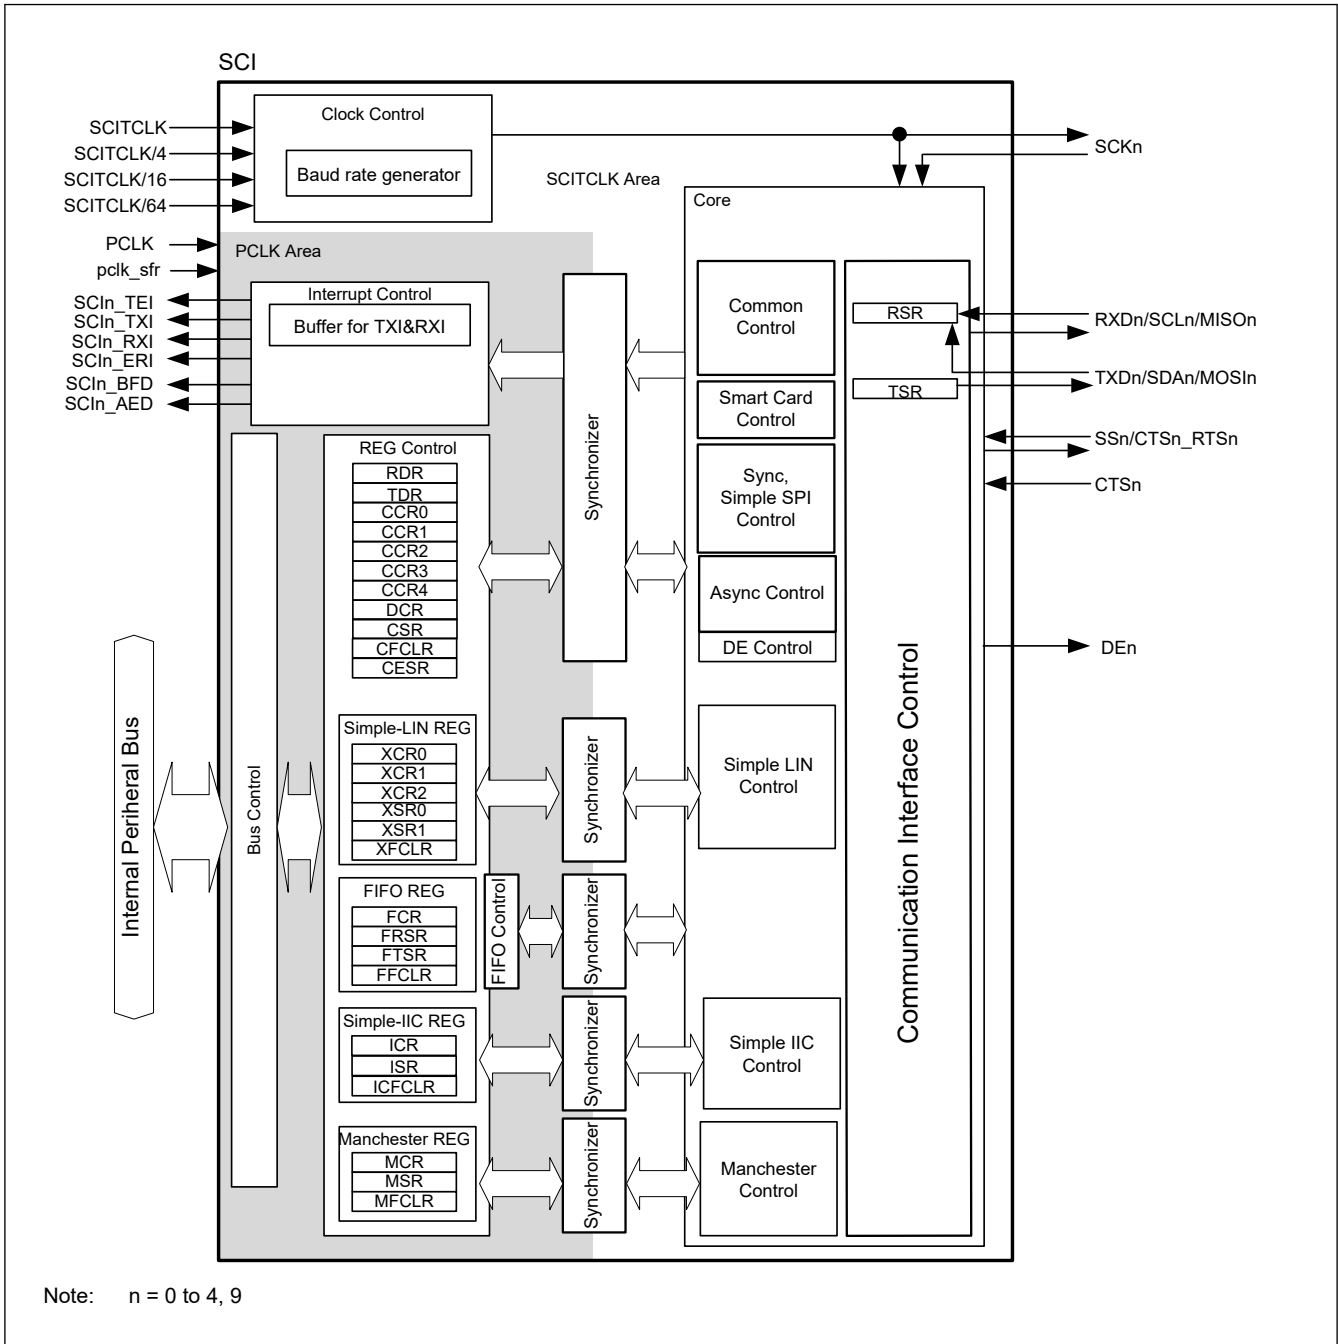 SCI
Clock Control
Baud rate generator
SCITCLK
SCITCLK/4
SCITCLK/16
SCITCLK/64
SCITCLK Area
SCKn
Core
PCLK
pclk_sfr
PCLK Area
SCIn_TEI
SCIn_TXI
SCIn_RXI
SCIn_ERI
SCIn_BFD
SCIn_AED
Interrupt Control
Buffer for TXI&RXI
REG Control
RDR
TDR
CCR0
CCR1
CCR2
CCR3
CCR4
DCR
CSR
CFCLR
CESR
Simple-LIN REG
XCR0
XCR1
XCR2
XSR0
XSR1
XFCLR
FIFO REG
FCR
FRSR
FTSR
FFCLR
FIFO Control
Simple-IIC REG
ICR
ISR
ICFCLR
Manchester REG
MCR
MSR
MFCLR
Internal Periheral Bus
Bus Control
Synchronizer
Synchronizer
Synchronizer
Synchronizer
Synchronizer
Common
Control
Smart Card
Control
Sync,
Simple SPI
Control
Async Control
DE Control
Simple LIN
Control
Simple IIC
Control
Manchester
Control
RSR
TSR
Communication Interface Control
RXDn/SCLn/MISOn
TXDn/SDAn/MOSIn
SSn/CTSn_RTSn
CTSn
DEn
Note: n = 0 to 4, 9